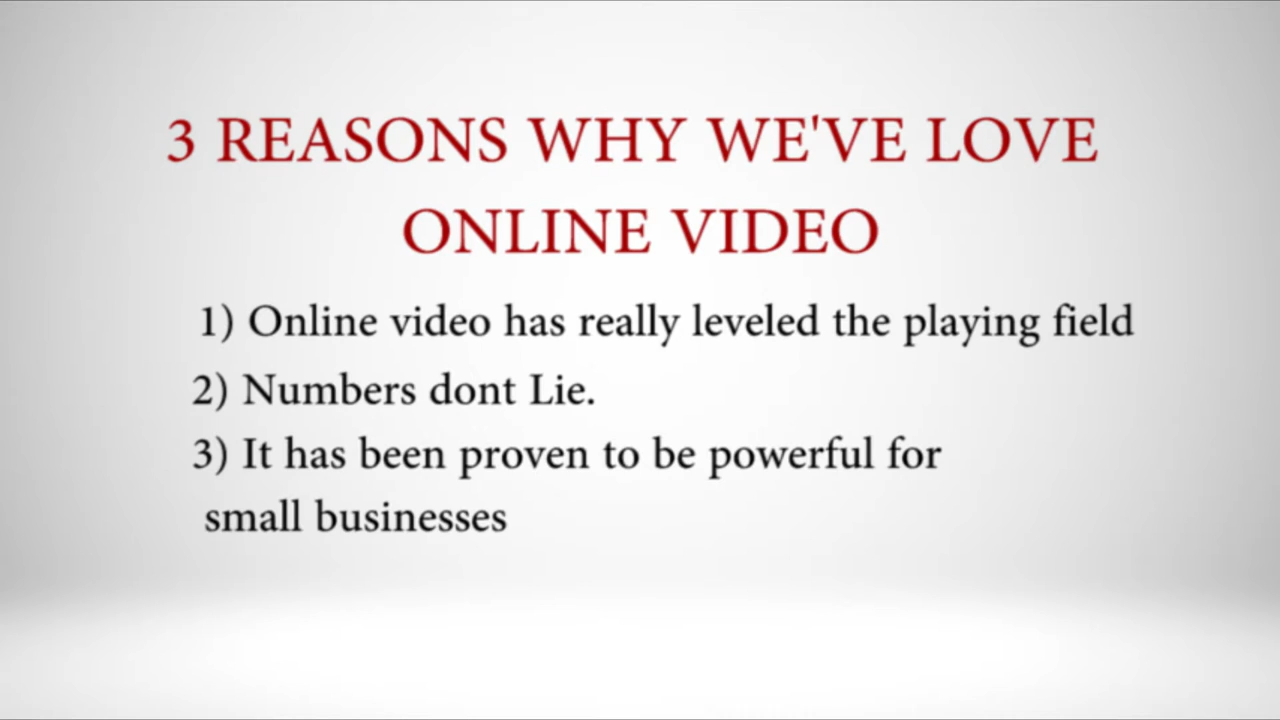 3 REASONS WHY WE'VE LOVE
ONLINE VIDEO
1) Online video has really leveled the playing field
2) Numbers dont Lie.
3) It has been proven to be powerful for
small businesses